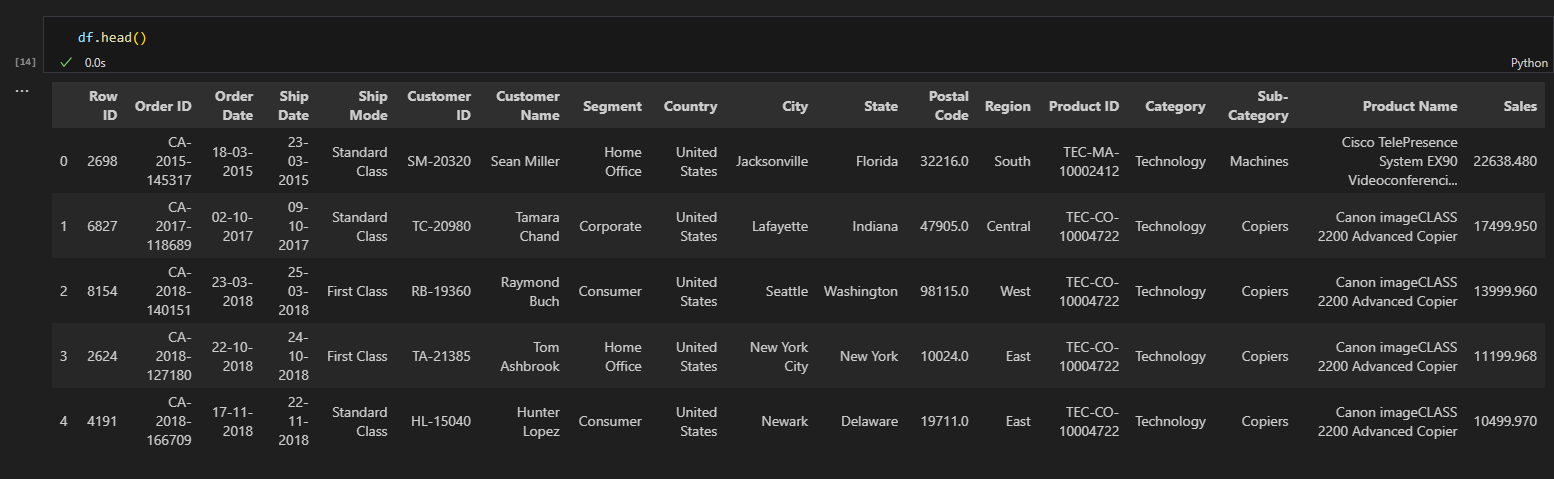 df.head()
[14]
0.0s
Python
...
Row ID Order ID Order Date Ship Date Ship Mode Customer ID Customer Name Segment Country City State Postal Code Region Product ID Category Sub-Category Product Name Sales
0 2698 CA-2015-145317 18-03-2015 23-03-2015 Standard Class SM-20320 Sean Miller Home Office United States Jacksonville Florida 32216.0 South TEC-MA-10002412 Technology Machines Cisco TelePresence System EX90 Videoconferenci... 22638.480
1 6827 CA-2017-118689 02-10-2017 09-10-2017 Standard Class TC-20980 Tamara Chand Corporate United States Lafayette Indiana 47905.0 Central TEC-CO-10004722 Technology Copiers Canon imageCLASS 2200 Advanced Copier 17499.950
2 8154 CA-2018-140151 23-03-2018 25-03-2018 First Class RB-19360 Raymond Buch Consumer United States Seattle Washington 98115.0 West TEC-CO-10004722 Technology Copiers Canon imageCLASS 2200 Advanced Copier 13999.960
3 2624 CA-2018-127180 22-10-2018 24-10-2018 First Class TA-21385 Tom Ashbrook Home Office United States New York City New York 10024.0 East TEC-CO-10004722 Technology Copiers Canon imageCLASS 2200 Advanced Copier 11199.968
4 4191 CA-2018-166709 17-11-2018 22-11-2018 Standard Class HL-15040 Hunter Lopez Consumer United States Newark Delaware 19711.0 East TEC-CO-10004722 Technology Copiers Canon imageCLASS 2200 Advanced Copier 10499.970